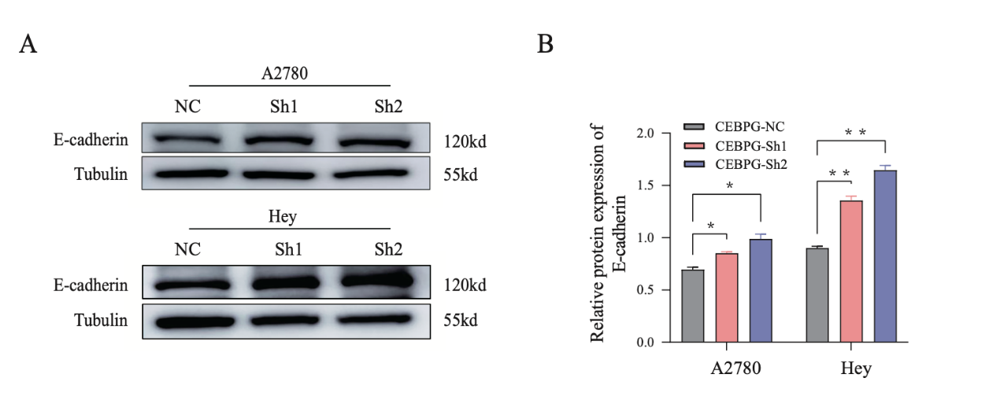 A
A2780
NC Sh1 Sh2
E-cadherin 120kd
Tubulin 55kd
Hey
NC Sh1 Sh2
E-cadherin 120kd
Tubulin 55kd
B
Relative protein expression of
E-cadherin
CEBPG-NC
CEBPG-Sh1
CEBPG-Sh2
2.0
1.5
1.0
0.5
0.0
* *
* *
*
*
A2780 Hey